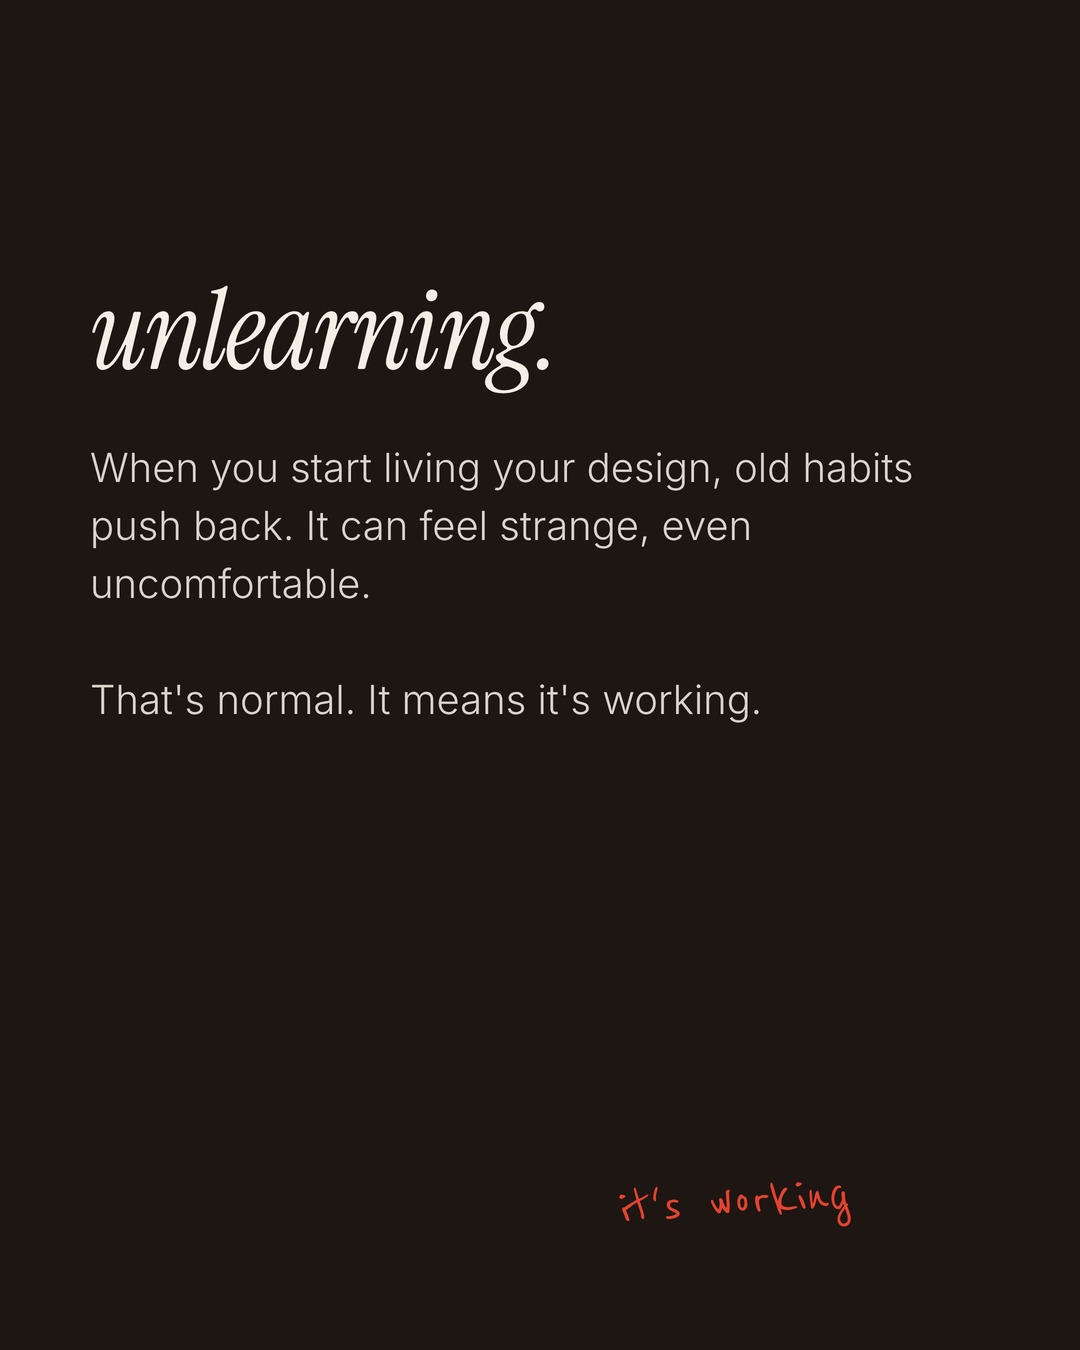 unlearning.
When you start living your design, old habits
push back. It can feel strange, even
uncomfortable.
That's normal. It means it's working.
it's working